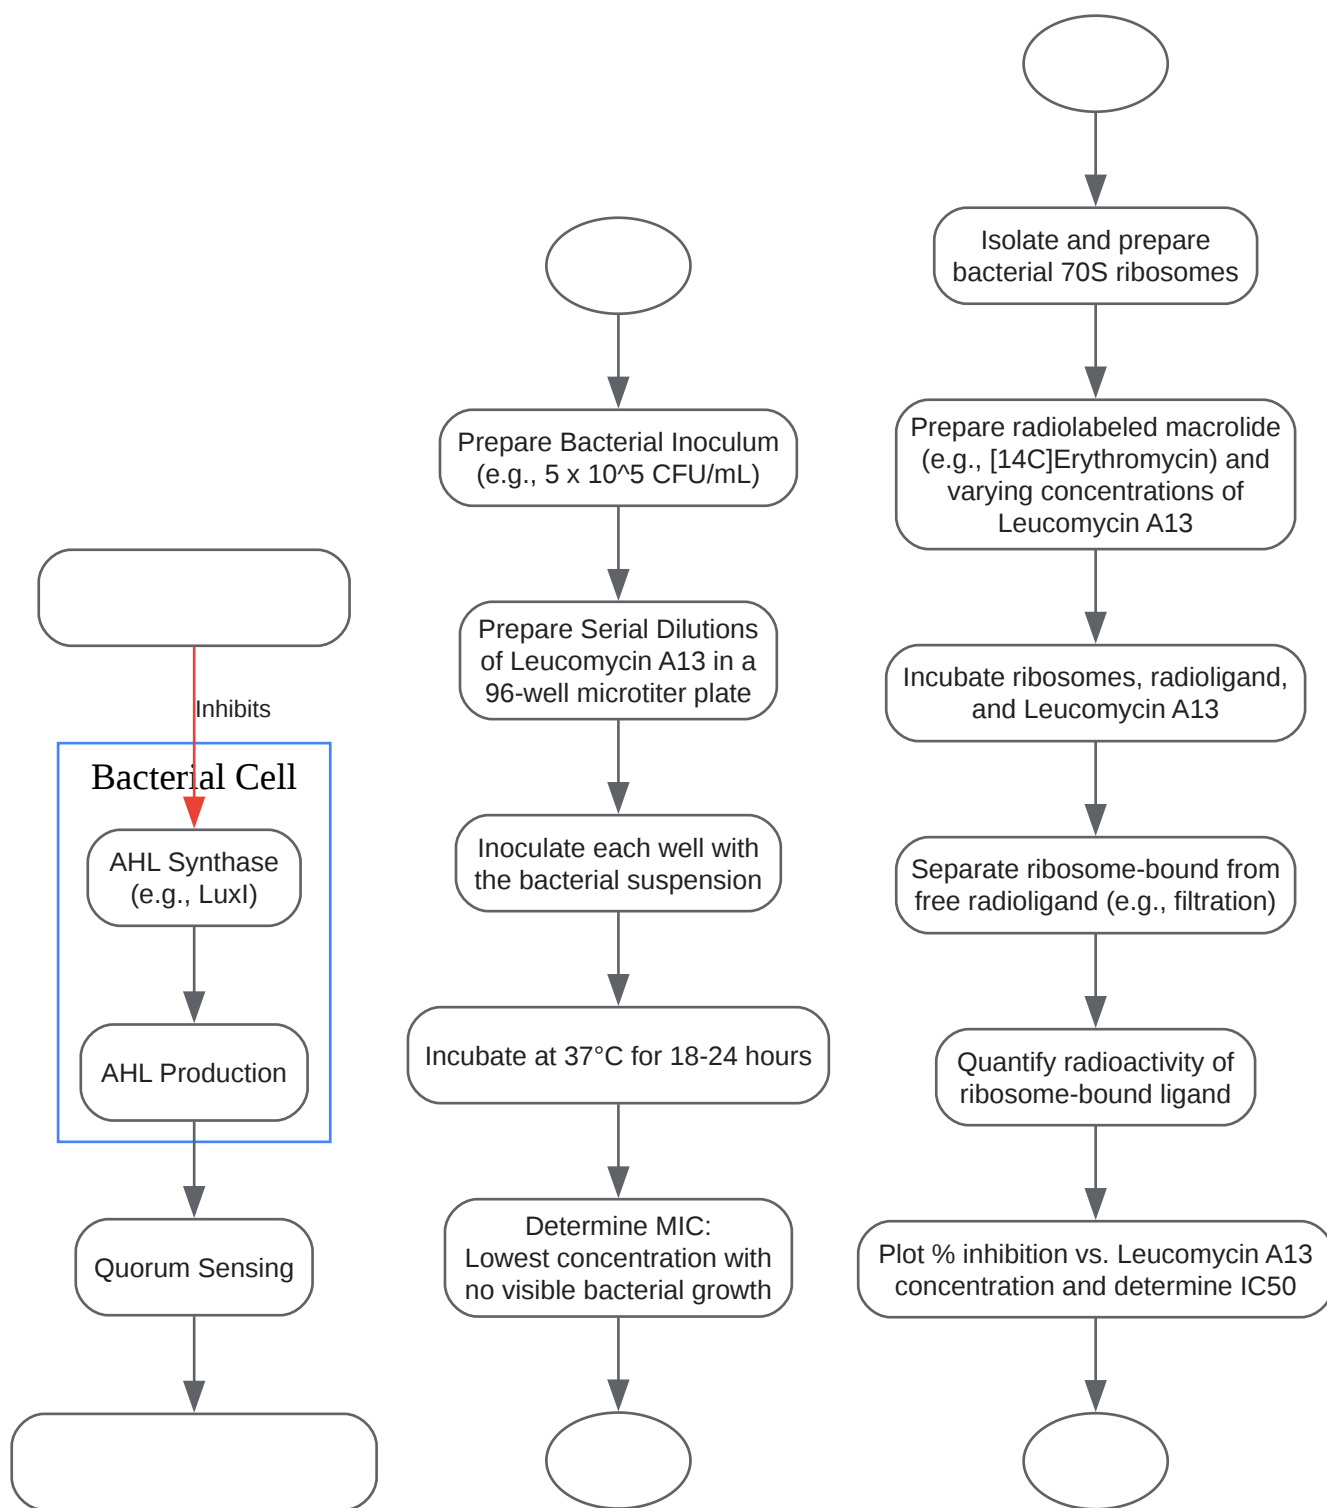 Inhibits
Bacterial Cell
AHL Synthase
(e.g., LuxI)
AHL Production
Quorum Sensing
Prepare Bacterial Inoculum
(e.g., 5 x 10^5 CFU/mL)
Prepare Serial Dilutions
of Leucomycin A13 in a
96-well microtiter plate
Inoculate each well with
the bacterial suspension
Incubate at 37°C for 18-24 hours
Determine MIC:
Lowest concentration with
no visible bacterial growth
Isolate and prepare
bacterial 70S ribosomes
Prepare radiolabeled macrolide
(e.g., [14C]Erythromycin) and
varying concentrations of
Leucomycin A13
Incubate ribosomes, radioligand,
and Leucomycin A13
Separate ribosome-bound from
free radioligand (e.g., filtration)
Quantify radioactivity of
ribosome-bound ligand
Plot % inhibition vs. Leucomycin A13
concentration and determine IC50